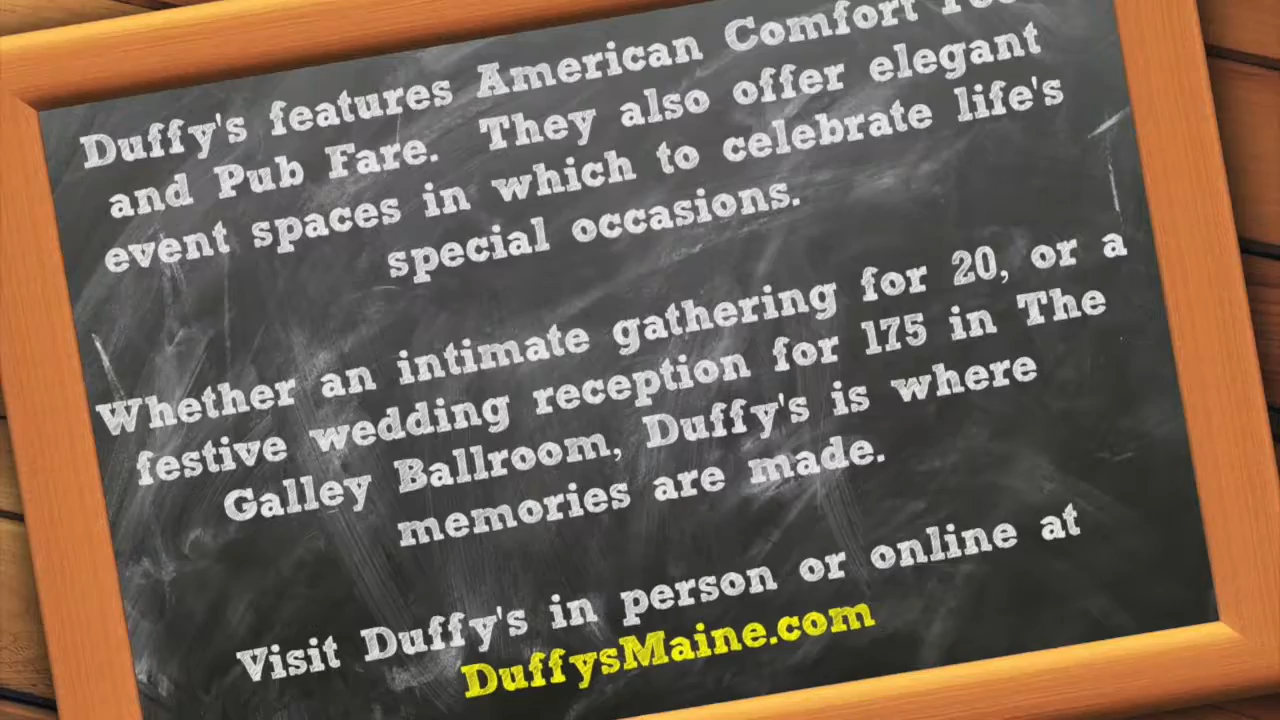 Duffy's features American Comfort
and Pub Fare. They also offer elegant
event spaces in which to celebrate life's
special occasions.
Whether an intimate gathering for 20, or a
festive wedding reception for 175 in The
Galley Ballroom, Duffy's is where
memories are made.
Visit Duffy's in person or online at
DuffysMaine.com